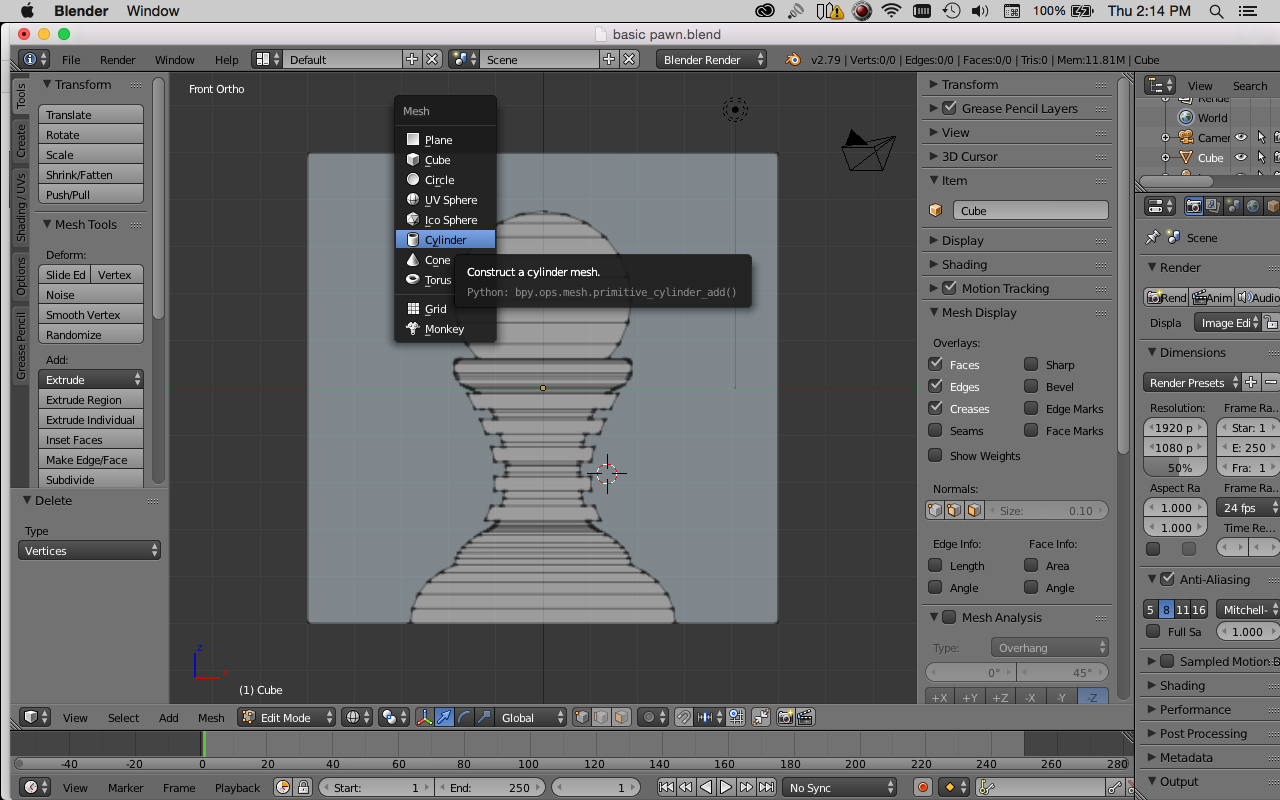 Blender Window 100% Thu 2:14 PM
basic pawn.blend
File Render Window Help Default Scene Blender Render v2.79 | Verts:0/0 | Edges:0/0 | Faces:0/0 | Tris:0 | Mem:11.81M | Cube
Tools
Create
Shading / UVs
Options
Grease Pencil
Transform
Translate
Rotate
Scale
Shrink/Fatten
Push/Pull
Mesh Tools
Deform:
Slide Ed Vertex
Noise
Smooth Vertex
Randomize
Add:
Extrude
Extrude Region
Extrude Individual
Inset Faces
Make Edge/Face
Subdivide
Delete
Type
Vertices
Front Ortho
Mesh
Plane
Cube
Circle
UV Sphere
Ico Sphere
Cylinder
Cone
Torus
Grid
Monkey
Construct a cylinder mesh.
Python: bpy.ops.mesh.primitive_cylinder_add()
z
x
(1) Cube
Transform
Grease Pencil Layers
View
3D Cursor
Item
Cube
Display
Shading
Motion Tracking
Mesh Display
Overlays:
Faces Sharp
Edges Bevel
Creases Edge Marks
Seams Face Marks
Show Weights
Normals:
Size: 0.10
Edge Info: Face Info:
Length Area
Angle Angle
Mesh Analysis
Type: Overhang
0° 45°
+X +Y +Z -X -Y -Z
View Search
World
Camer
Cube
Scene
Render
Rend Anim Audio
Displa Image Edi
Dimensions
Render Presets
Resolution: Frame Ra...
1920 p Star: 1
1080 p E: 250
50% Fra: 1
Aspect Ra Frame Ra...
1.000 24 fps
1.000 Time Re...
Anti-Aliasing
5 8 11 16 Mitchell-
Full Sa 1.000
Sampled Motion B
Shading
Performance
Post Processing
Metadata
Output
View Select Add Mesh Edit Mode Global
-40 -20 0 20 40 60 80 100 120 140 160 180 200 220 240 260 280
View Marker Frame Playback Start: 1 End: 250 1 No Sync